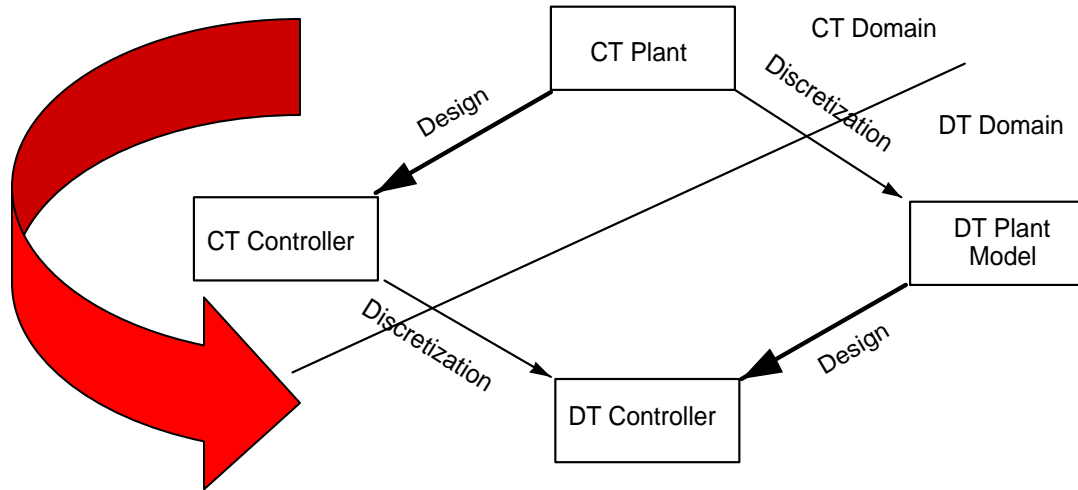 CT Domain
CT Plant
Discretization
Design
DT Domain
CT Controller
DT Plant
Model
Discretization
Design
DT Controller